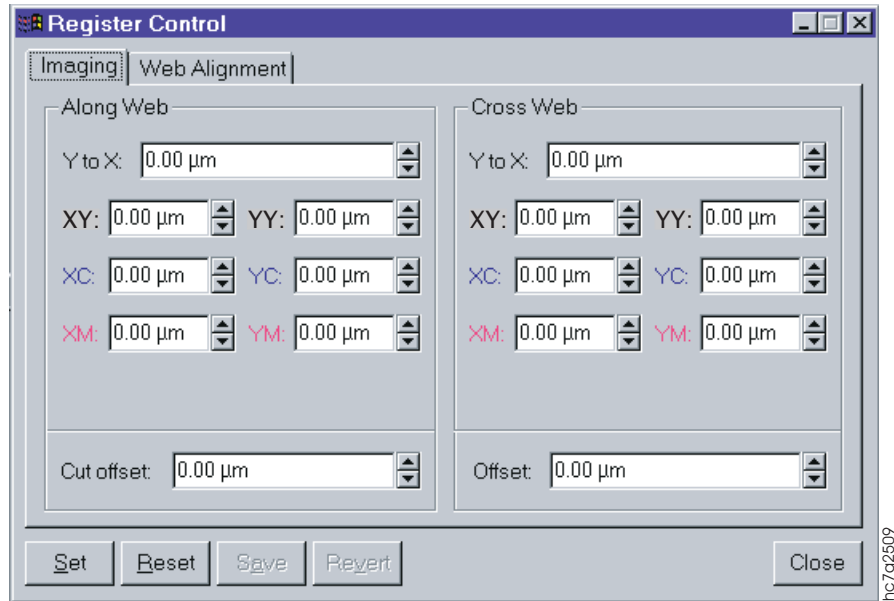 Register Control
Imaging Web Alignment
Along Web
Y to X: 0.00 µm
XY: 0.00 µm YY: 0.00 µm
XC: 0.00 µm YC: 0.00 µm
XM: 0.00 µm YM: 0.00 µm
Cut offset: 0.00 µm
Cross Web
Y to X: 0.00 µm
XY: 0.00 µm YY: 0.00 µm
XC: 0.00 µm YC: 0.00 µm
XM: 0.00 µm YM: 0.00 µm
Offset: 0.00 µm
Set Reset Save Revert Close
hc7a2509